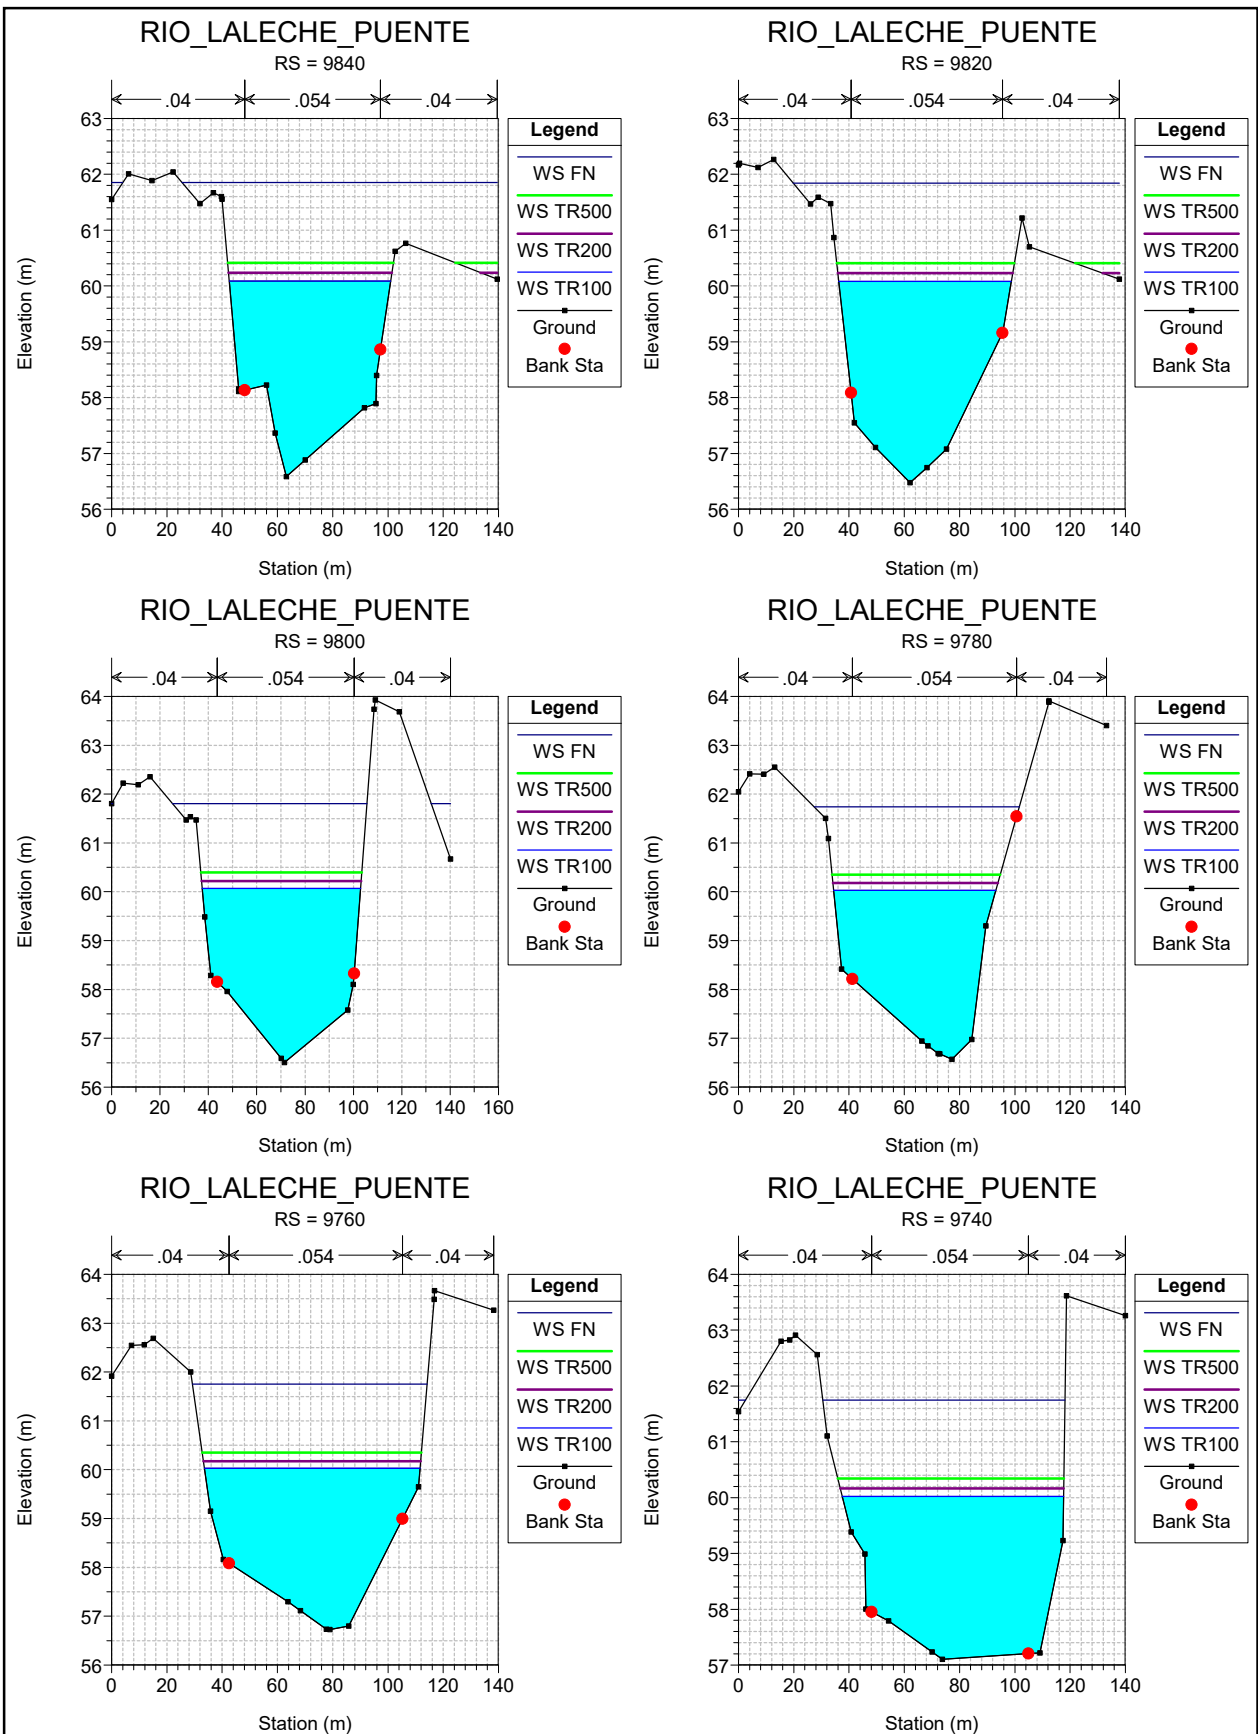 RIO_LALECHE_PUENTE
RS = 9840
.04 .054 .04
63
62
61
60
59
58
57
56
0 20 40 60 80 100 120 140
Station (m)
Elevation (m)
Legend
WS FN
WS TR500
WS TR200
WS TR100
Ground
Bank Sta
RIO_LALECHE_PUENTE
RS = 9820
.04 .054 .04
63
62
61
60
59
58
57
56
0 20 40 60 80 100 120 140
Station (m)
Elevation (m)
Legend
WS FN
WS TR500
WS TR200
WS TR100
Ground
Bank Sta
RIO_LALECHE_PUENTE
RS = 9800
.04 .054 .04
64
63
62
61
60
59
58
57
56
0 20 40 60 80 100 120 140 160
Station (m)
Elevation (m)
Legend
WS FN
WS TR500
WS TR200
WS TR100
Ground
Bank Sta
RIO_LALECHE_PUENTE
RS = 9780
.04 .054 .04
64
63
62
61
60
59
58
57
56
0 20 40 60 80 100 120 140
Station (m)
Elevation (m)
Legend
WS FN
WS TR500
WS TR200
WS TR100
Ground
Bank Sta
RIO_LALECHE_PUENTE
RS = 9760
.04 .054 .04
64
63
62
61
60
59
58
57
56
0 20 40 60 80 100 120 140
Station (m)
Elevation (m)
Legend
WS FN
WS TR500
WS TR200
WS TR100
Ground
Bank Sta
RIO_LALECHE_PUENTE
RS = 9740
.04 .054 .04
64
63
62
61
60
59
58
57
0 20 40 60 80 100 120 140
Station (m)
Elevation (m)
Legend
WS FN
WS TR500
WS TR200
WS TR100
Ground
Bank Sta